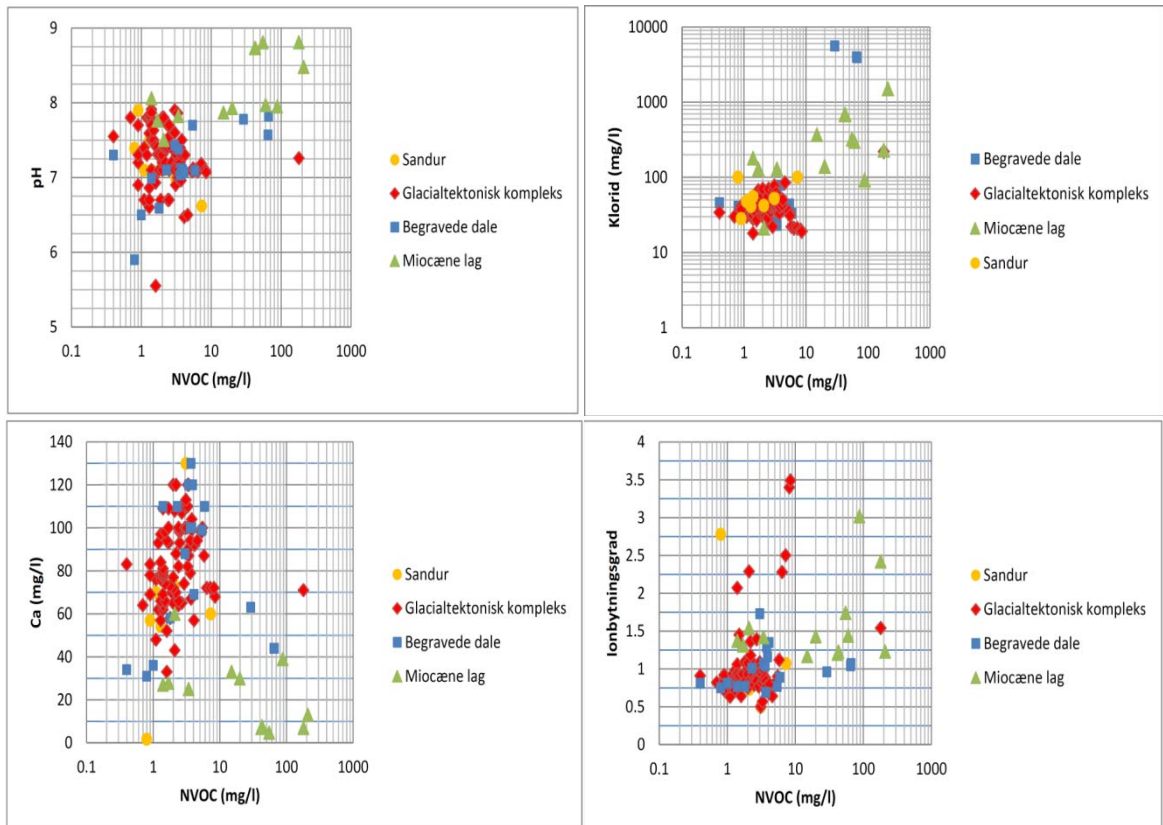 9
8
7
6
5
pH
0.1 1 10 100 1000
NVOC (mg/l)
Sandur
Glacialtektonisk kompleks
Begravede dale
Miocæne lag
10000
1000
100
10
1
Klorid (mg/l)
0.1 1 10 100 1000
NVOC (mg/l)
Begravede dale
Glacialtektonisk kompleks
Miocæne lag
Sandur
140
120
100
80
60
40
20
0
Ca (mg/l)
0.1 1 10 100 1000
NVOC (mg/l)
Sandur
Glacialtektonisk kompleks
Begravede dale
Miocæne lag
4
3.5
3
2.5
2
1.5
1
0.5
0
Ionbytningsgrad
0.1 1 10 100 1000
NVOC (mg/l)
Sandur
Glacialtektonisk kompleks
Begravede dale
Miocæne lag